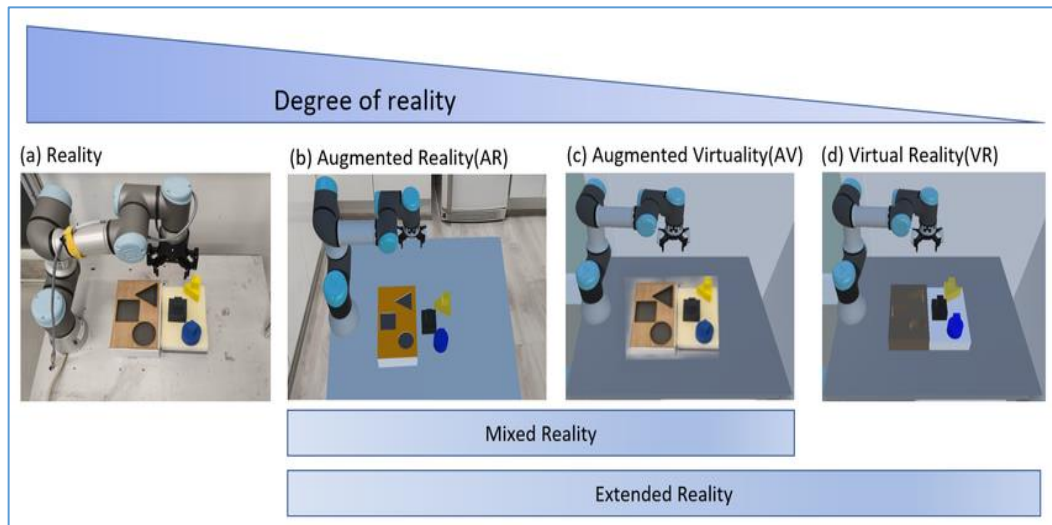 Degree of reality
(a) Reality
(b) Augmented Reality(AR)
(c) Augmented Virtuality(AV)
(d) Virtual Reality(VR)
Mixed Reality
Extended Reality